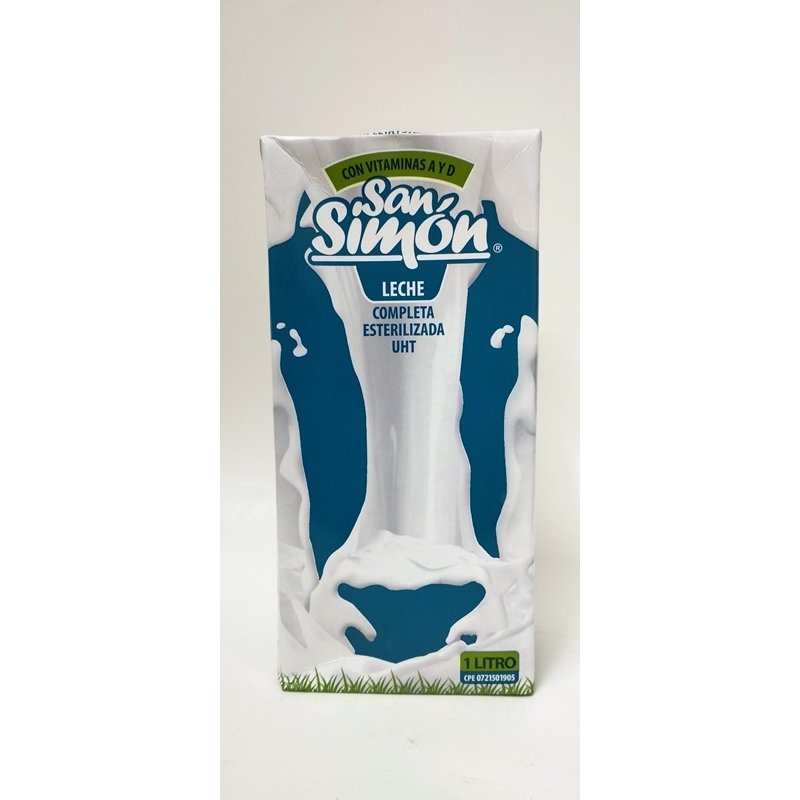 CON VITAMINAS A Y D
San
Simón®
LECHE
COMPLETA
ESTERILIZADA
UHT
1 LITRO
CPE 0721501905